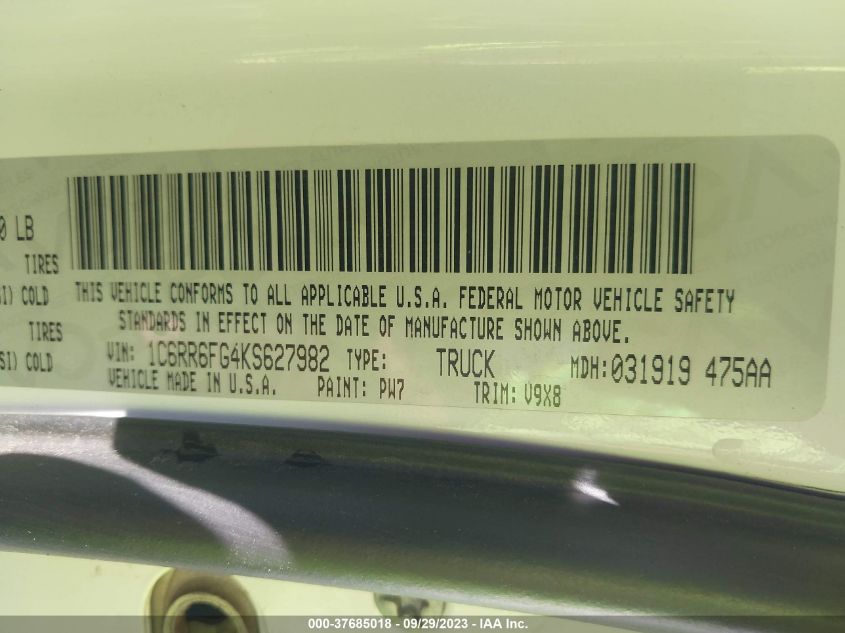 0 LB
TIRES
SI) COLD
TIRES
SI) COLD
THIS VEHICLE CONFORMS TO ALL APPLICABLE U.S.A. FEDERAL MOTOR VEHICLE SAFETY
STANDARDS IN EFFECT ON THE DATE OF MANUFACTURE SHOWN ABOVE.
VIN: 1C6RR6FG4KS627982 TYPE: TRUCK MDH:031919 475AA
VEHICLE MADE IN U.S.A. PAINT: PW7 TRIM: V9X8
000-37685018 - 09/29/2023 - IAA Inc.